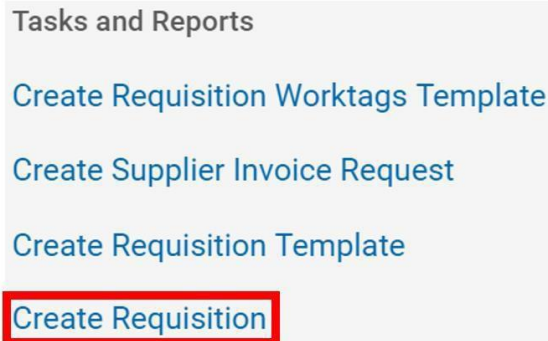 Tasks and Reports
Create Requisition Worktags Template
Create Supplier Invoice Request
Create Requisition Template
Create Requisition